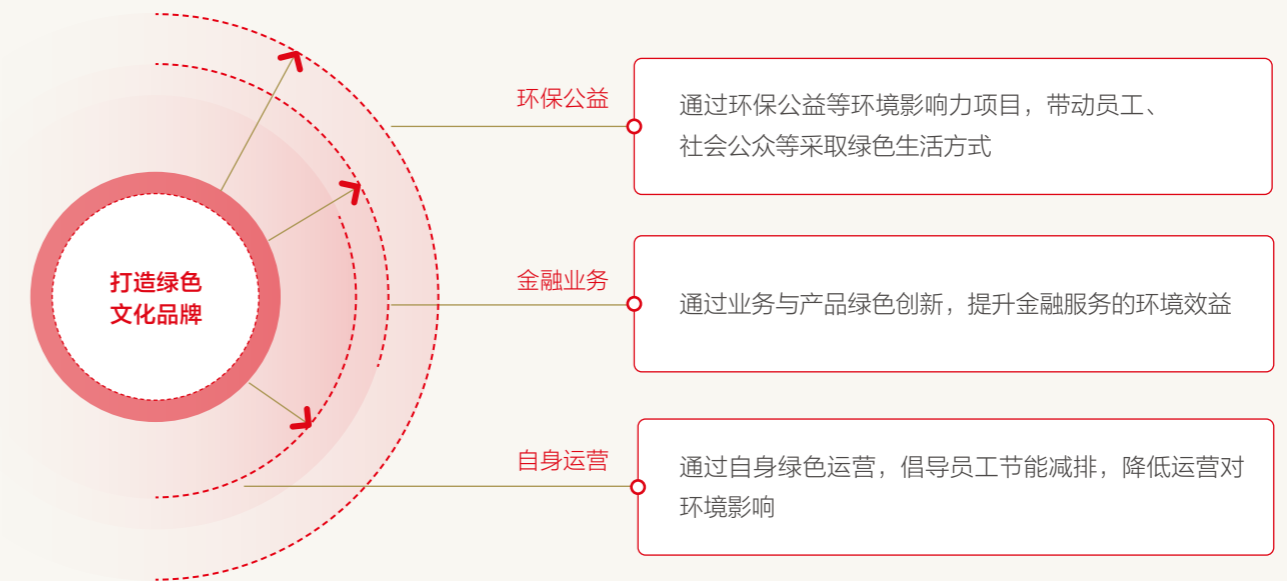 打造绿色
文化品牌
环保公益
通过环保公益等环境影响力项目，带动员工、
社会公众等采取绿色生活方式
金融业务
通过业务与产品绿色创新，提升金融服务的环境效益
自身运营
通过自身绿色运营，倡导员工节能减排，降低运营对
环境影响